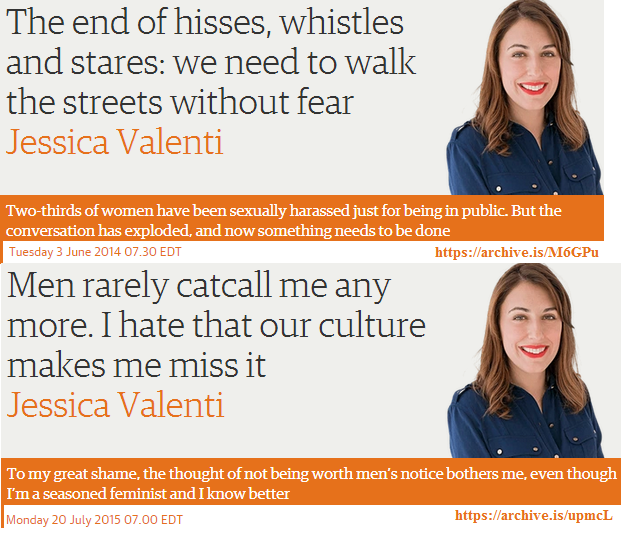 The end of hisses, whistles
and stares: we need to walk
the streets without fear
Jessica Valenti
Two-thirds of women have been sexually harassed just for being in public. But the
conversation has exploded, and now something needs to be done
Tuesday 3 June 2014 07.30 EDT
https://archive.is/M6GPu
Men rarely catcall me any
more. I hate that our culture
makes me miss it
Jessica Valenti
To my great shame, the thought of not being worth men's notice bothers me, even though
I'm a seasoned feminist and I know better
Monday 20 July 2015 07.00 EDT
https://archive.is/upmcL